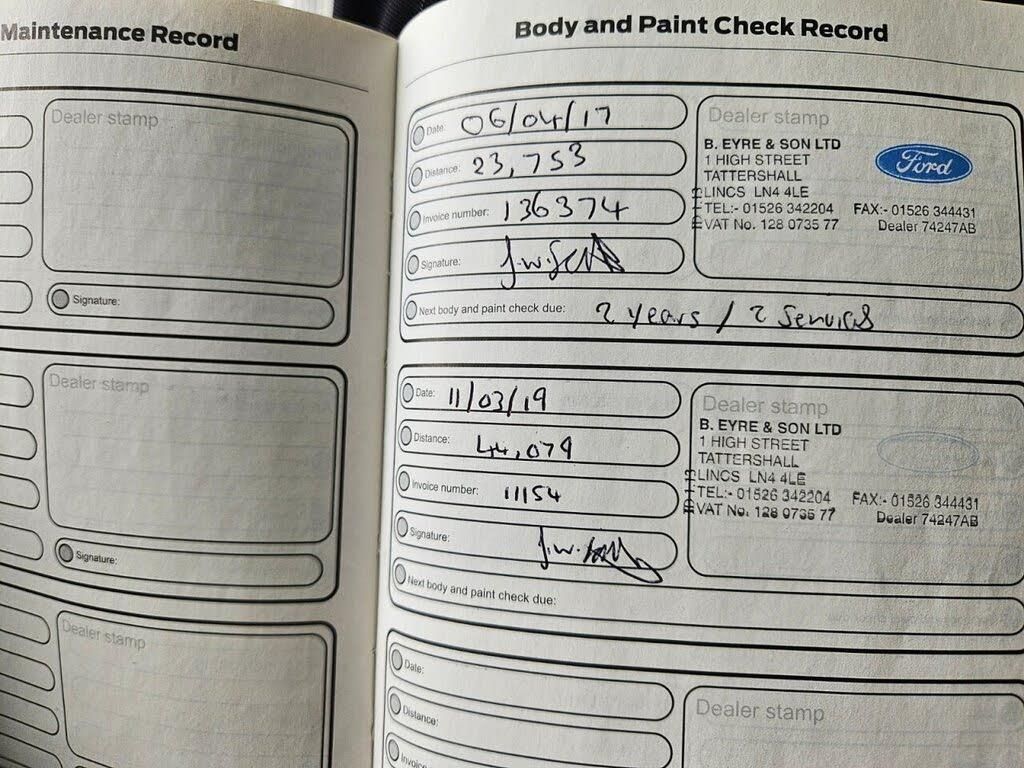 Maintenance Record
Dealer stamp
Signature:
Dealer stamp
Signature:
Dealer stamp
Body and Paint Check Record
Date: 06/04/17
Distance: 23,753
Invoice number: 136374
Signature:
Next body and paint check due: 2 years / 2 Services
Dealer stamp
B. EYRE & SON LTD
1 HIGH STREET
TATTERSHALL
LINCS LN4 4LE
TEL:- 01526 342204 FAX:- 01526 344431
VAT No. 128 0735 77 Dealer 74247AB
Ford
Date: 11/03/19
Distance: 44,079
Invoice number: 11154
Signature:
Next body and paint check due:
Dealer stamp
B. EYRE & SON LTD
1 HIGH STREET
TATTERSHALL
LINCS LN4 4LE
TEL:- 01526 342204 FAX:- 01526 344431
VAT No. 128 0735 77 Dealer 74247AB
Date:
Distance:
Invoice
Dealer stamp